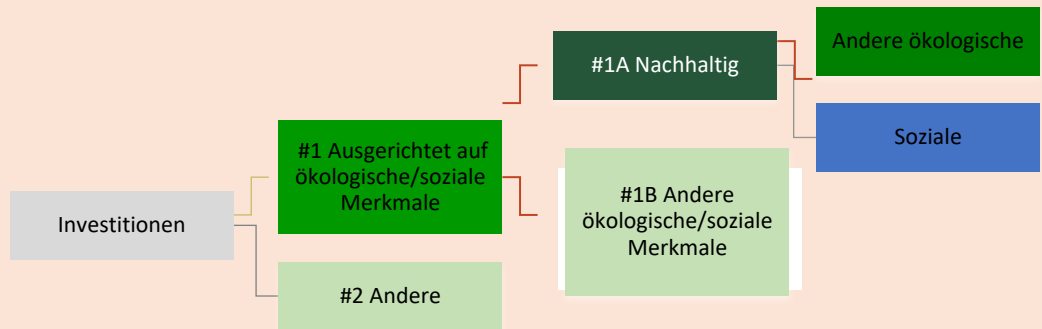 Investitionen
#1 Ausgerichtet auf
ökologische/soziale
Merkmale
#2 Andere
#1A Nachhaltig
#1B Andere
ökologische/soziale
Merkmale
Andere ökologische
Soziale